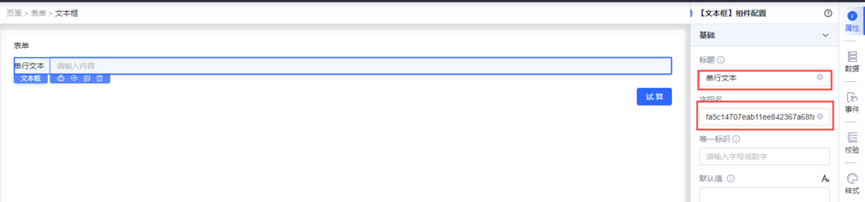 页面 > 表单 > 文本框
【文本框】组件配置
表单
单行文本 请输入内容
文本框
试 算
基础
标题
单行文本
字段名
fa5c14707eab11ee842367a68fa
唯一标识
请输入字母或数字
默认值
属性
数据
事件
校验
样式